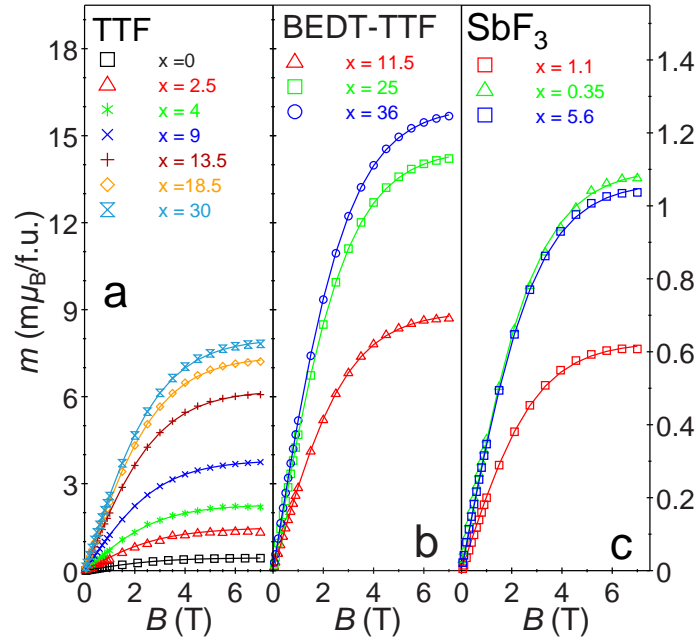 TTF
x =0
x = 2.5
x = 4
x = 9
x = 13.5
x =18.5
x = 30
a
BEDT-TTF
x = 11.5
x = 25
x = 36
b
SbF₃
x = 1.1
x = 0.35
x = 5.6
c
m (mμ_B/f.u.)
18
15
12
9
6
3
0
1.4
1.2
1
0.8
0.6
0.4
0.2
0
0 2 4 6
0 2 4 6
0 2 4 6
B (T)
B (T)
B (T)